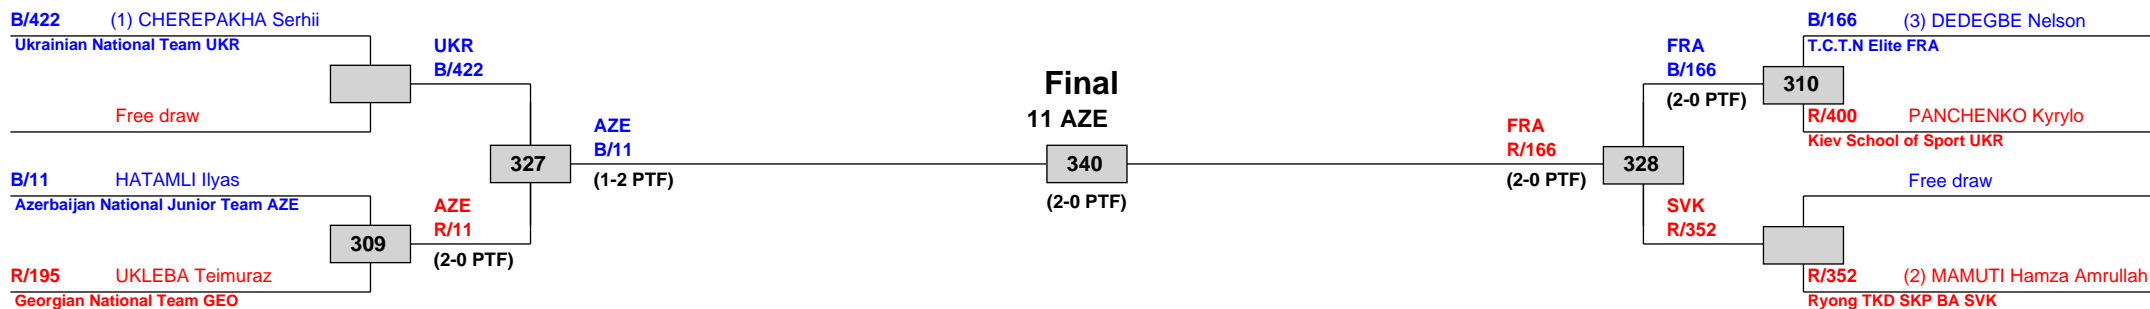 B/422 (1) CHEREPAKHA Serhii
Ukrainian National Team UKR
Free draw
B/11 HATAMLI Ilyas
Azerbaijan National Junior Team AZE
309
R/195 UKLEBA Teimuraz
Georgian National Team GEO
UKR
B/422
327
AZE
R/11
(2-0 PTF)
AZE
B/11
(1-2 PTF)
Final
11 AZE
340
(2-0 PTF)
FRA
R/166
(2-0 PTF)
328
FRA
B/166
(2-0 PTF)
SVK
R/352
B/166 (3) DEDEGBE Nelson
T.C.T.N Elite FRA
310
R/400 PANCHENKO Kyrylo
Kiev School of Sport UKR
Free draw
R/352 (2) MAMUTI Hamza Amrullah
Ryong TKD SKP BA SVK